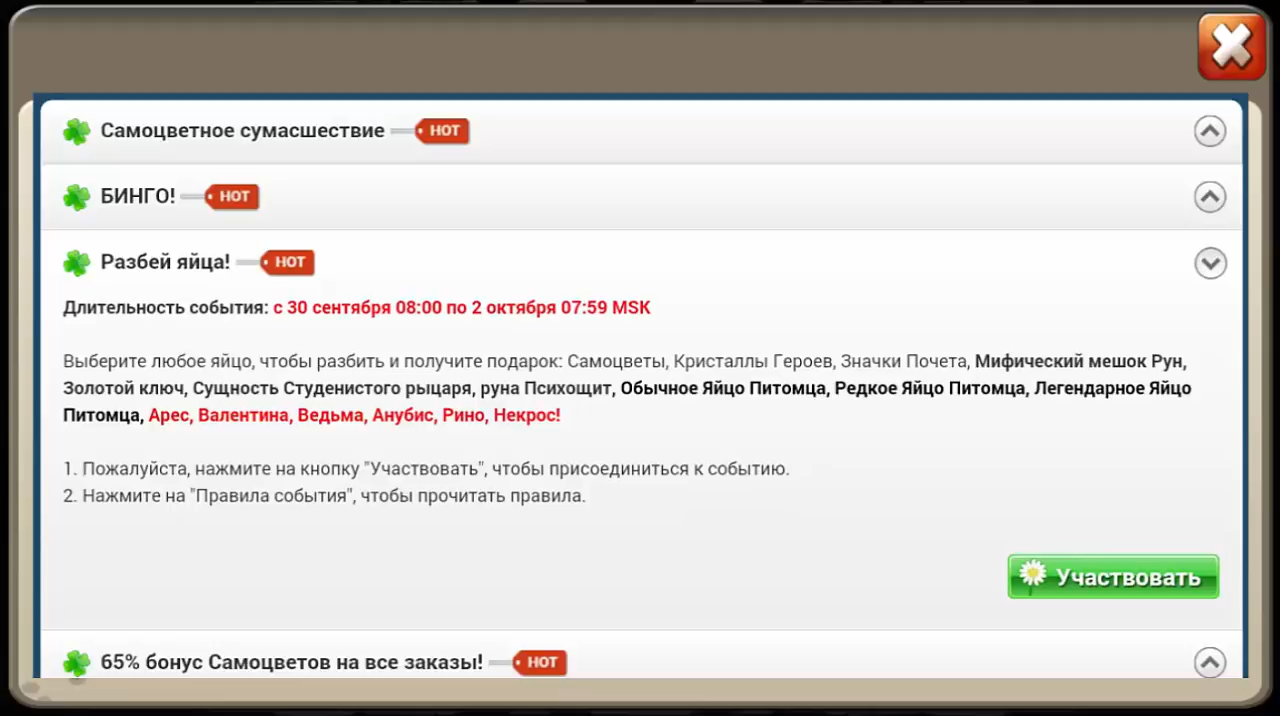 Самоцветное сумасшествие HOT
БИНГО! HOT
Разбей яйца! HOT
Длительность события: с 30 сентября 08:00 по 2 октября 07:59 MSK
Выберите любое яйцо, чтобы разбить и получите подарок: Самоцветы, Кристаллы Героев, Значки Почета, Мифический мешок Рун,
Золотой ключ, Сущность Студенистого рыцаря, руна Психощит, Обычное Яйцо Питомца, Редкое Яйцо Питомца, Легендарное Яйцо
Питомца, Арес, Валентина, Ведьма, Анубис, Рино, Некрос!
1. Пожалуйста, нажмите на кнопку "Участвовать", чтобы присоединиться к событию.
2. Нажмите на "Правила события", чтобы прочитать правила.
Участвовать
65% бонус Самоцветов на все заказы! HOT